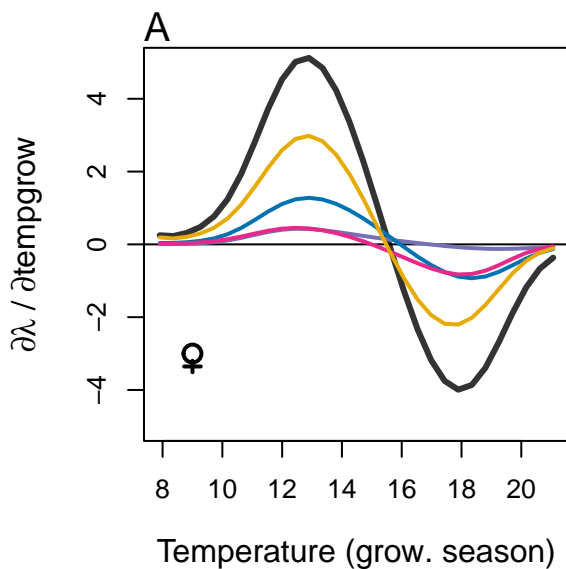 A
∂λ / ∂tempgrow
4
2
0
−2
−4
♀
8 10 12 14 16 18 20
Temperature (grow. season)